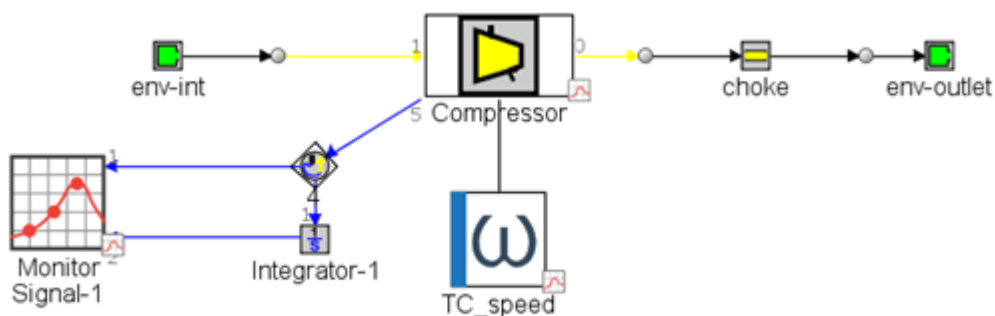 1
0
env-int
choke
env-outlet
Compressor
5
1
4
1
1
s
2
ω
Monitor
Signal-1
Integrator-1
TC_speed